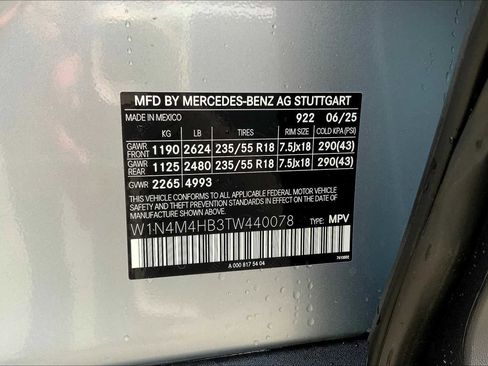 MFD BY MERCEDES-BENZ AG STUTTGART
MADE IN MEXICO 922 06/25
KG LB TIRES RIM SIZE COLD KPA(PSI)
GAWR FRONT 1190 2624 235/55 R18 7.5Jx18 290(43)
GAWR REAR 1125 2480 235/55 R18 7.5Jx18 290(43)
GVWR 2265 4993
THIS VEHICLE CONFORMS TO ALL APPLICABLE FEDERAL MOTOR VEHICLE
SAFETY, BUMPER, AND THEFT PREVENTION STANDARDS IN EFFECT
ON THE DATE OF MANUFACTURE SHOWN ABOVE.
W1N4M4HB3TW440078 TYPE: MPV
A 000 817 54 04